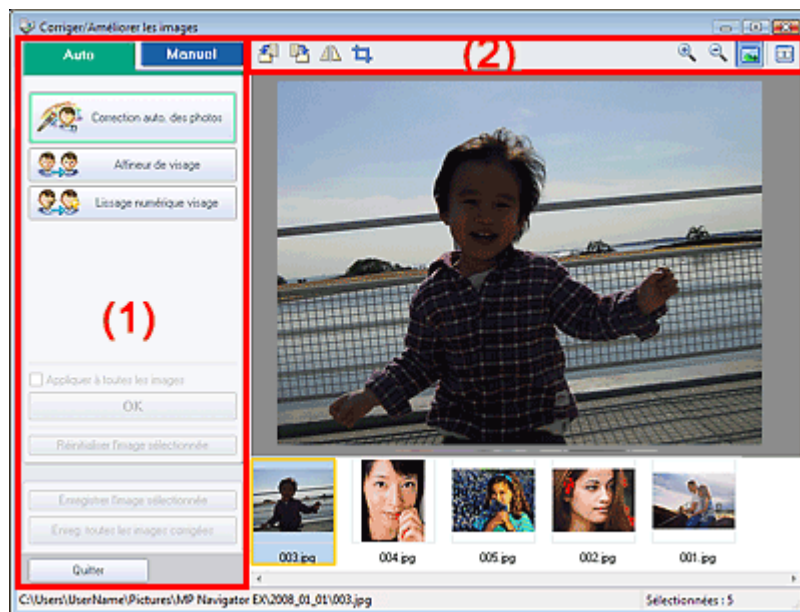 Corriger/Améliorer les images
Auto
Manuel
(2)
Correction auto. des photos
Affineur de visage
Lissage numérique visage
(1)
Appliquer à toutes les images
OK
Réinitialiser l'image sélectionnée
Enregistrer l'image sélectionnée
Enreg. toutes les images corrigées
Quitter
003.jpg
004.jpg
005.jpg
002.jpg
001.jpg
C:\Users\UserName\Pictures\MP Navigator EX\2008_01_01\003.jpg
Sélectionnées : 5